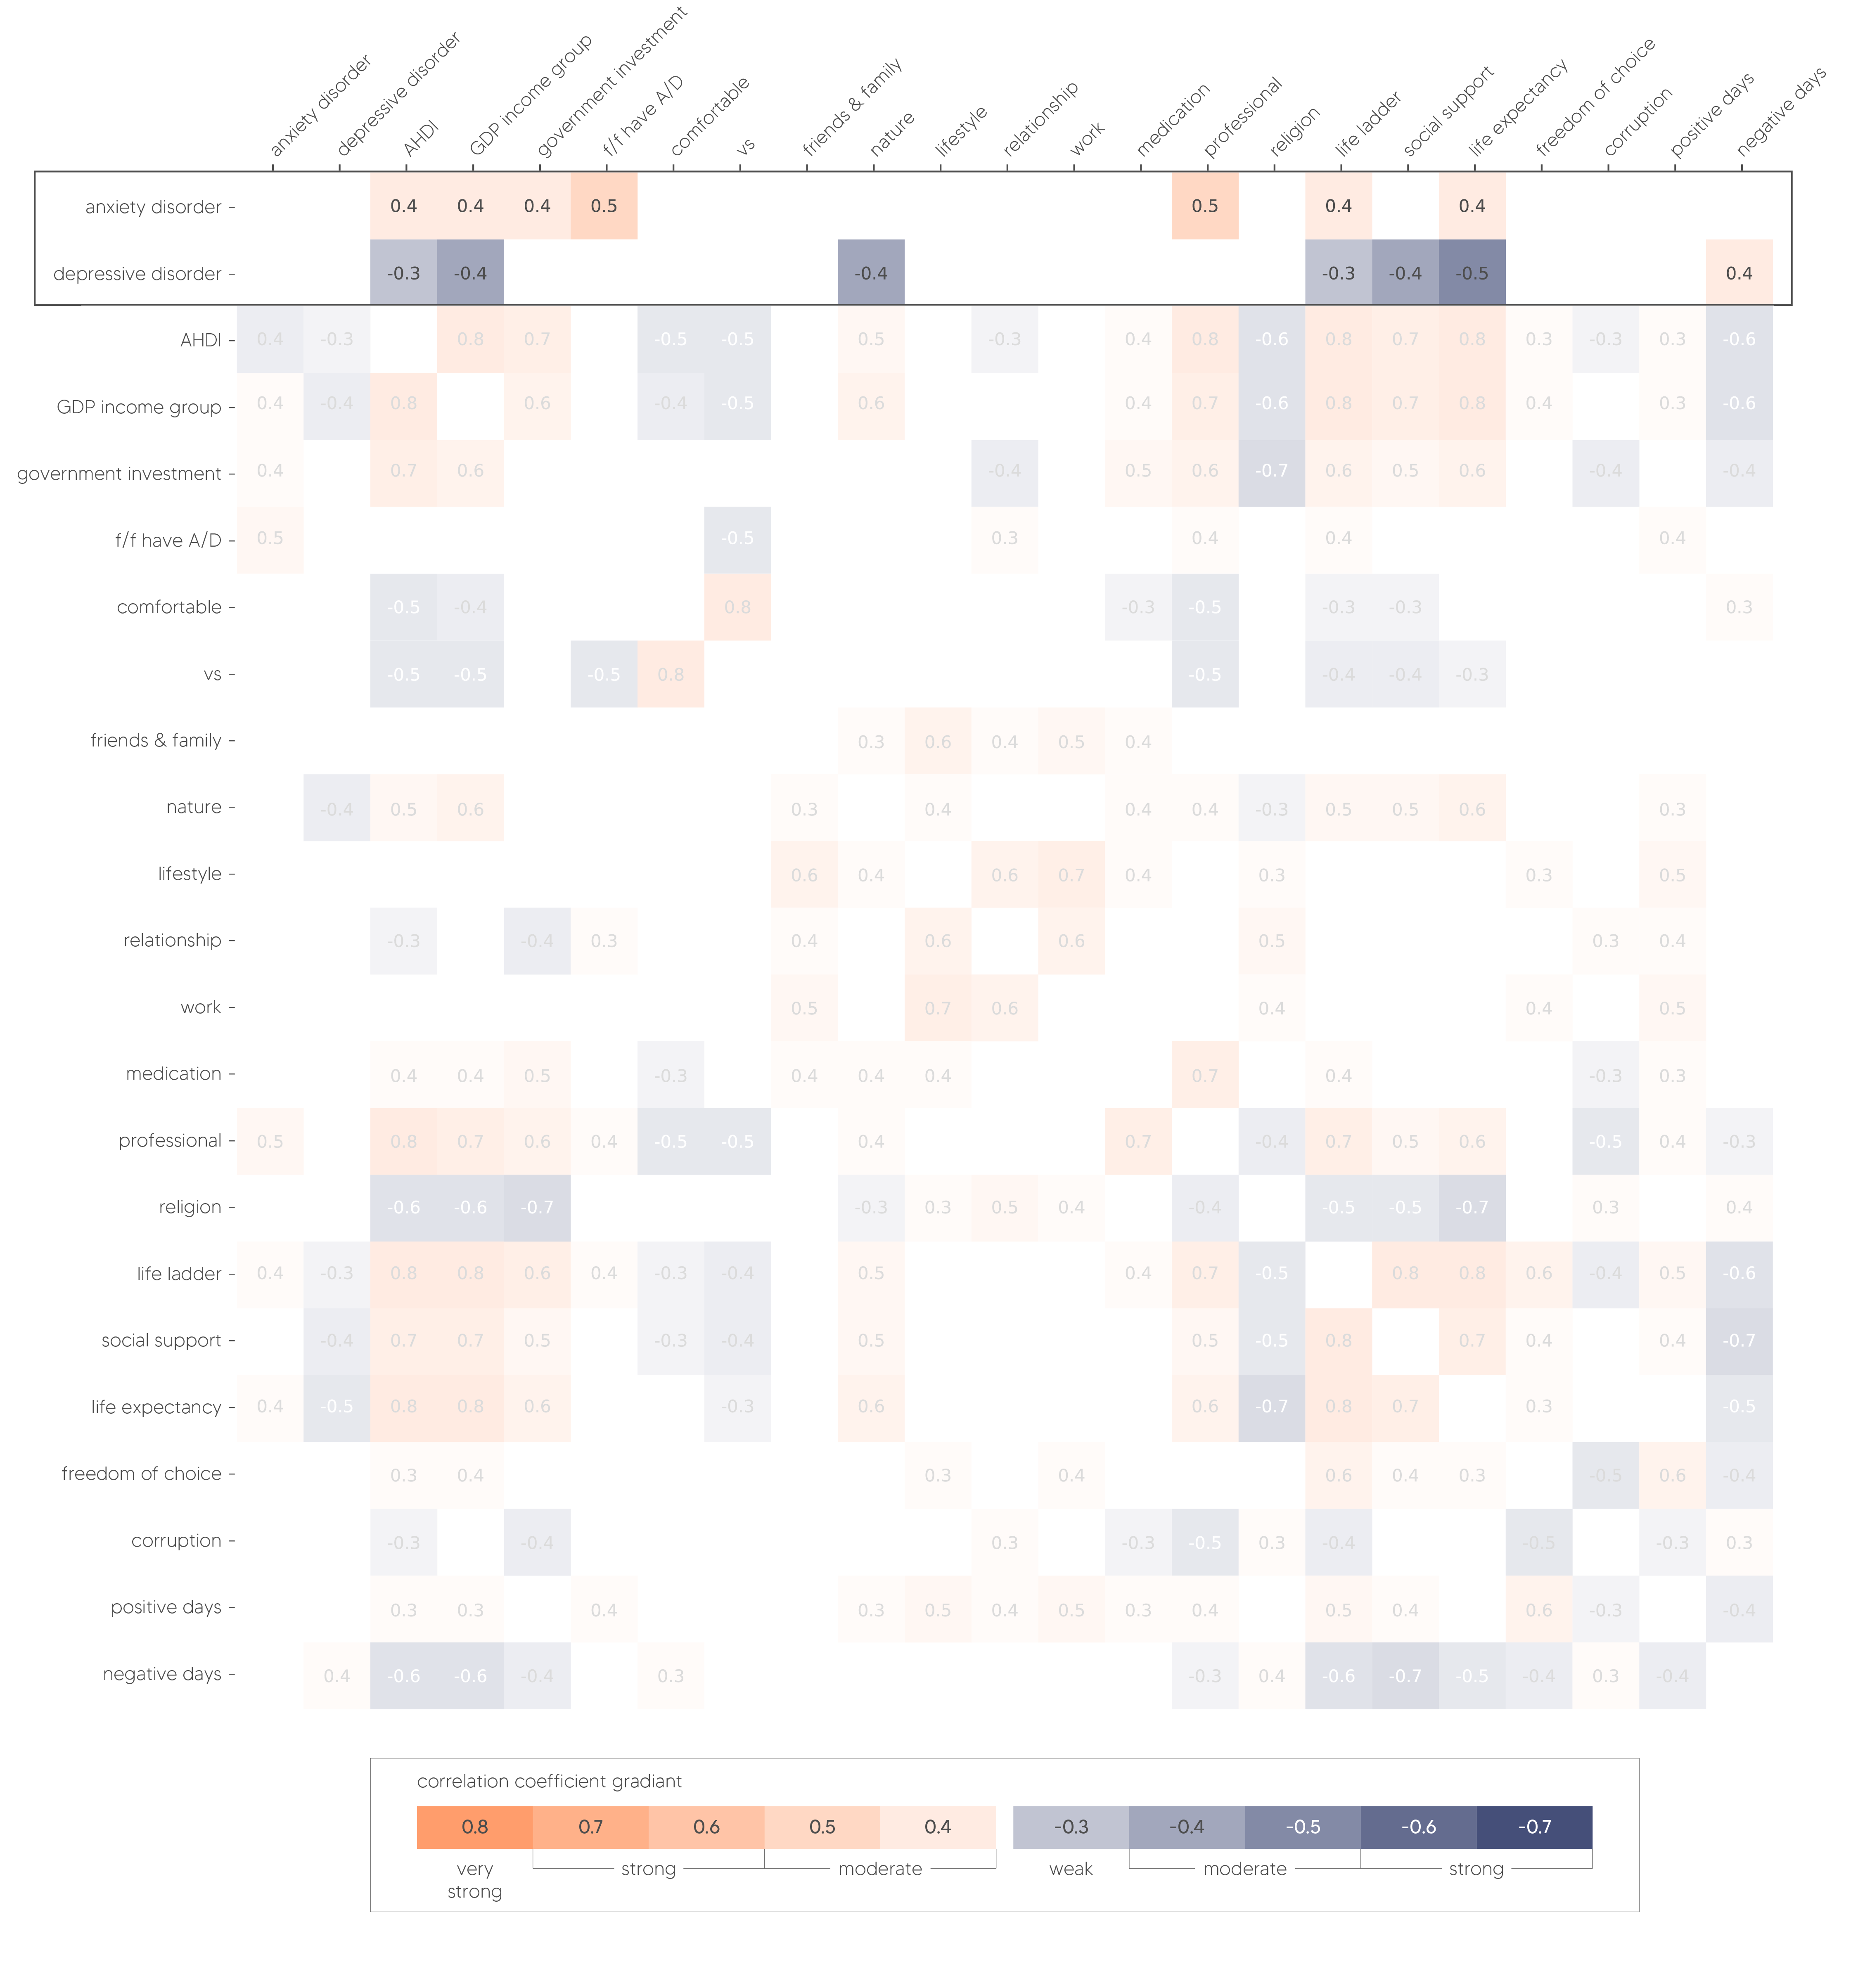 anxiety disorder
depressive disorder
AHDI
GDP income group
government investment
f/f have A/D
comfortable
vs
friends & family
nature
lifestyle
relationship
work
medication
professional
religion
life ladder
social support
life expectancy
freedom of choice
corruption
positive days
negative days
anxiety disorder 0.4 0.4 0.4 0.5 0.5 0.4 0.4
depressive disorder -0.3 -0.4 -0.4 -0.3 -0.4 -0.5 0.4
AHDI 0.4 -0.3 0.8 0.7 -0.5 -0.5 0.5 -0.3 0.4 0.8 -0.6 0.8 0.7 0.8 0.3 -0.3 0.3 -0.6
GDP income group 0.4 -0.4 0.8 0.6 -0.4 -0.5 0.6 0.4 0.7 -0.6 0.8 0.7 0.8 0.4 0.3 -0.6
government investment 0.4 0.7 0.6 -0.4 0.5 0.6 -0.7 0.6 0.5 0.6 -0.4 -0.4
f/f have A/D 0.5 -0.5 0.3 0.4 0.4 0.4
comfortable -0.5 -0.4 0.8 -0.3 -0.5 -0.3 -0.3 0.3
vs -0.5 -0.5 -0.5 0.8 -0.5 -0.4 -0.4 -0.3
friends & family 0.3 0.6 0.4 0.5 0.4
nature -0.4 0.5 0.6 0.3 0.4 0.4 0.4 -0.3 0.5 0.5 0.6 0.3
lifestyle 0.6 0.4 0.6 0.7 0.4 0.3 0.3 0.5
relationship -0.3 -0.4 0.3 0.4 0.6 0.6 0.5 0.3 0.4
work 0.5 0.7 0.6 0.4 0.4 0.5
medication 0.4 0.4 0.5 -0.3 0.4 0.4 0.4 0.7 0.4 -0.3 0.3
professional 0.5 0.8 0.7 0.6 0.4 -0.5 -0.5 0.4 0.7 -0.4 0.7 0.5 0.6 -0.5 0.4 -0.3
religion -0.6 -0.6 -0.7 -0.3 0.3 0.5 0.4 -0.4 -0.5 -0.5 -0.7 0.3 0.4
life ladder 0.4 -0.3 0.8 0.8 0.6 0.4 -0.3 -0.4 0.5 0.4 0.7 -0.5 0.8 0.8 0.6 -0.4 0.5 -0.6
social support -0.4 0.7 0.7 0.5 -0.3 -0.4 0.5 0.5 -0.5 0.8 0.7 0.4 0.4 -0.7
life expectancy 0.4 -0.5 0.8 0.8 0.6 -0.3 0.6 0.6 -0.7 0.8 0.7 0.3 -0.5
freedom of choice 0.3 0.4 0.3 0.4 0.6 0.4 0.3 -0.5 0.6 -0.4
corruption -0.3 -0.4 0.3 -0.3 -0.5 0.3 -0.4 -0.5 -0.3 0.3
positive days 0.3 0.3 0.4 0.3 0.5 0.4 0.5 0.3 0.4 0.5 0.4 0.6 -0.3 -0.4
negative days 0.4 -0.6 -0.6 -0.4 0.3 -0.3 0.4 -0.6 -0.7 -0.5 -0.4 0.3 -0.4
correlation coefficient gradiant
0.8 0.7 0.6 0.5 0.4 -0.3 -0.4 -0.5 -0.6 -0.7
very strong moderate weak moderate strong
strong